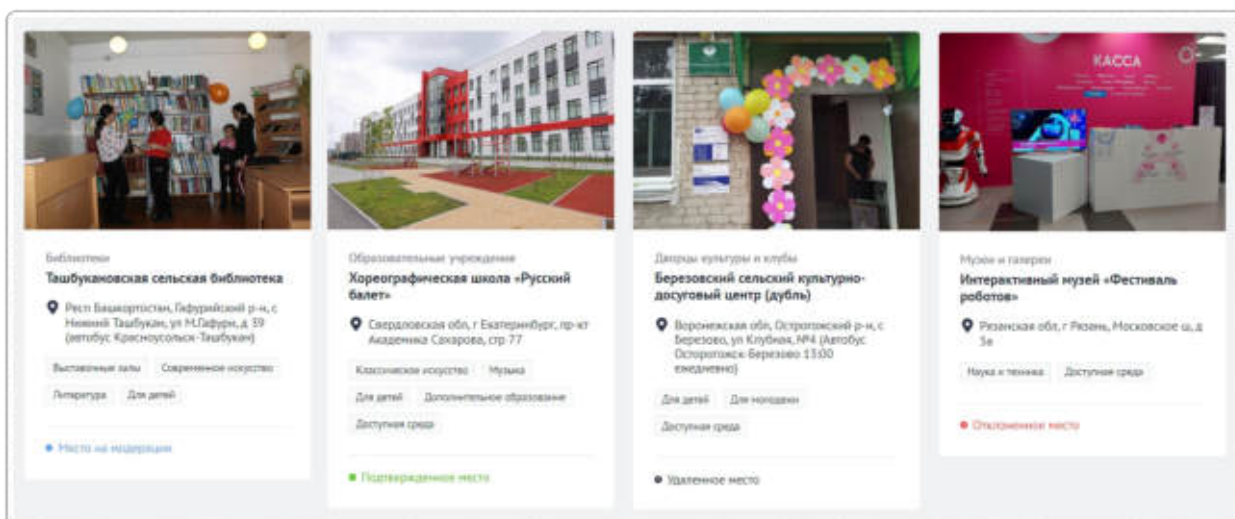 КАССА
Библиотеки
Ташбукановская сельская библиотека
Респ Башкортостан, Гафурийский р-н, с
Нижний Ташбукан, ул М.Гафури, д 39
(автобус Красноусольск-Ташбукан)
Выставочные залы Современное искусство
Литература Для детей
Место на модерации
Образовательные учреждения
Хореографическая школа «Русский
балет»
Свердловская обл, г Екатеринбург, пр-кт
Академика Сахарова, стр 77
Классическое искусство Музыка
Для детей Дополнительное образование
Доступная среда
Подтвержденное место
Дворцы культуры и клубы
Березовский сельский культурно-
досуговый центр (дубль)
Воронежская обл, Острогожский р-н, с
Березово, ул Клубная, №4 (Автобус
Осторогожск-Березово 13:00
ежедневно)
Для детей Для молодежи
Доступная среда
Удаленное место
Музеи и галереи
Интерактивный музей «Фестиваль
роботов»
Рязанская обл, г Рязань, Московское ш, д
Наука и техника Доступная среда
Отклоненное место